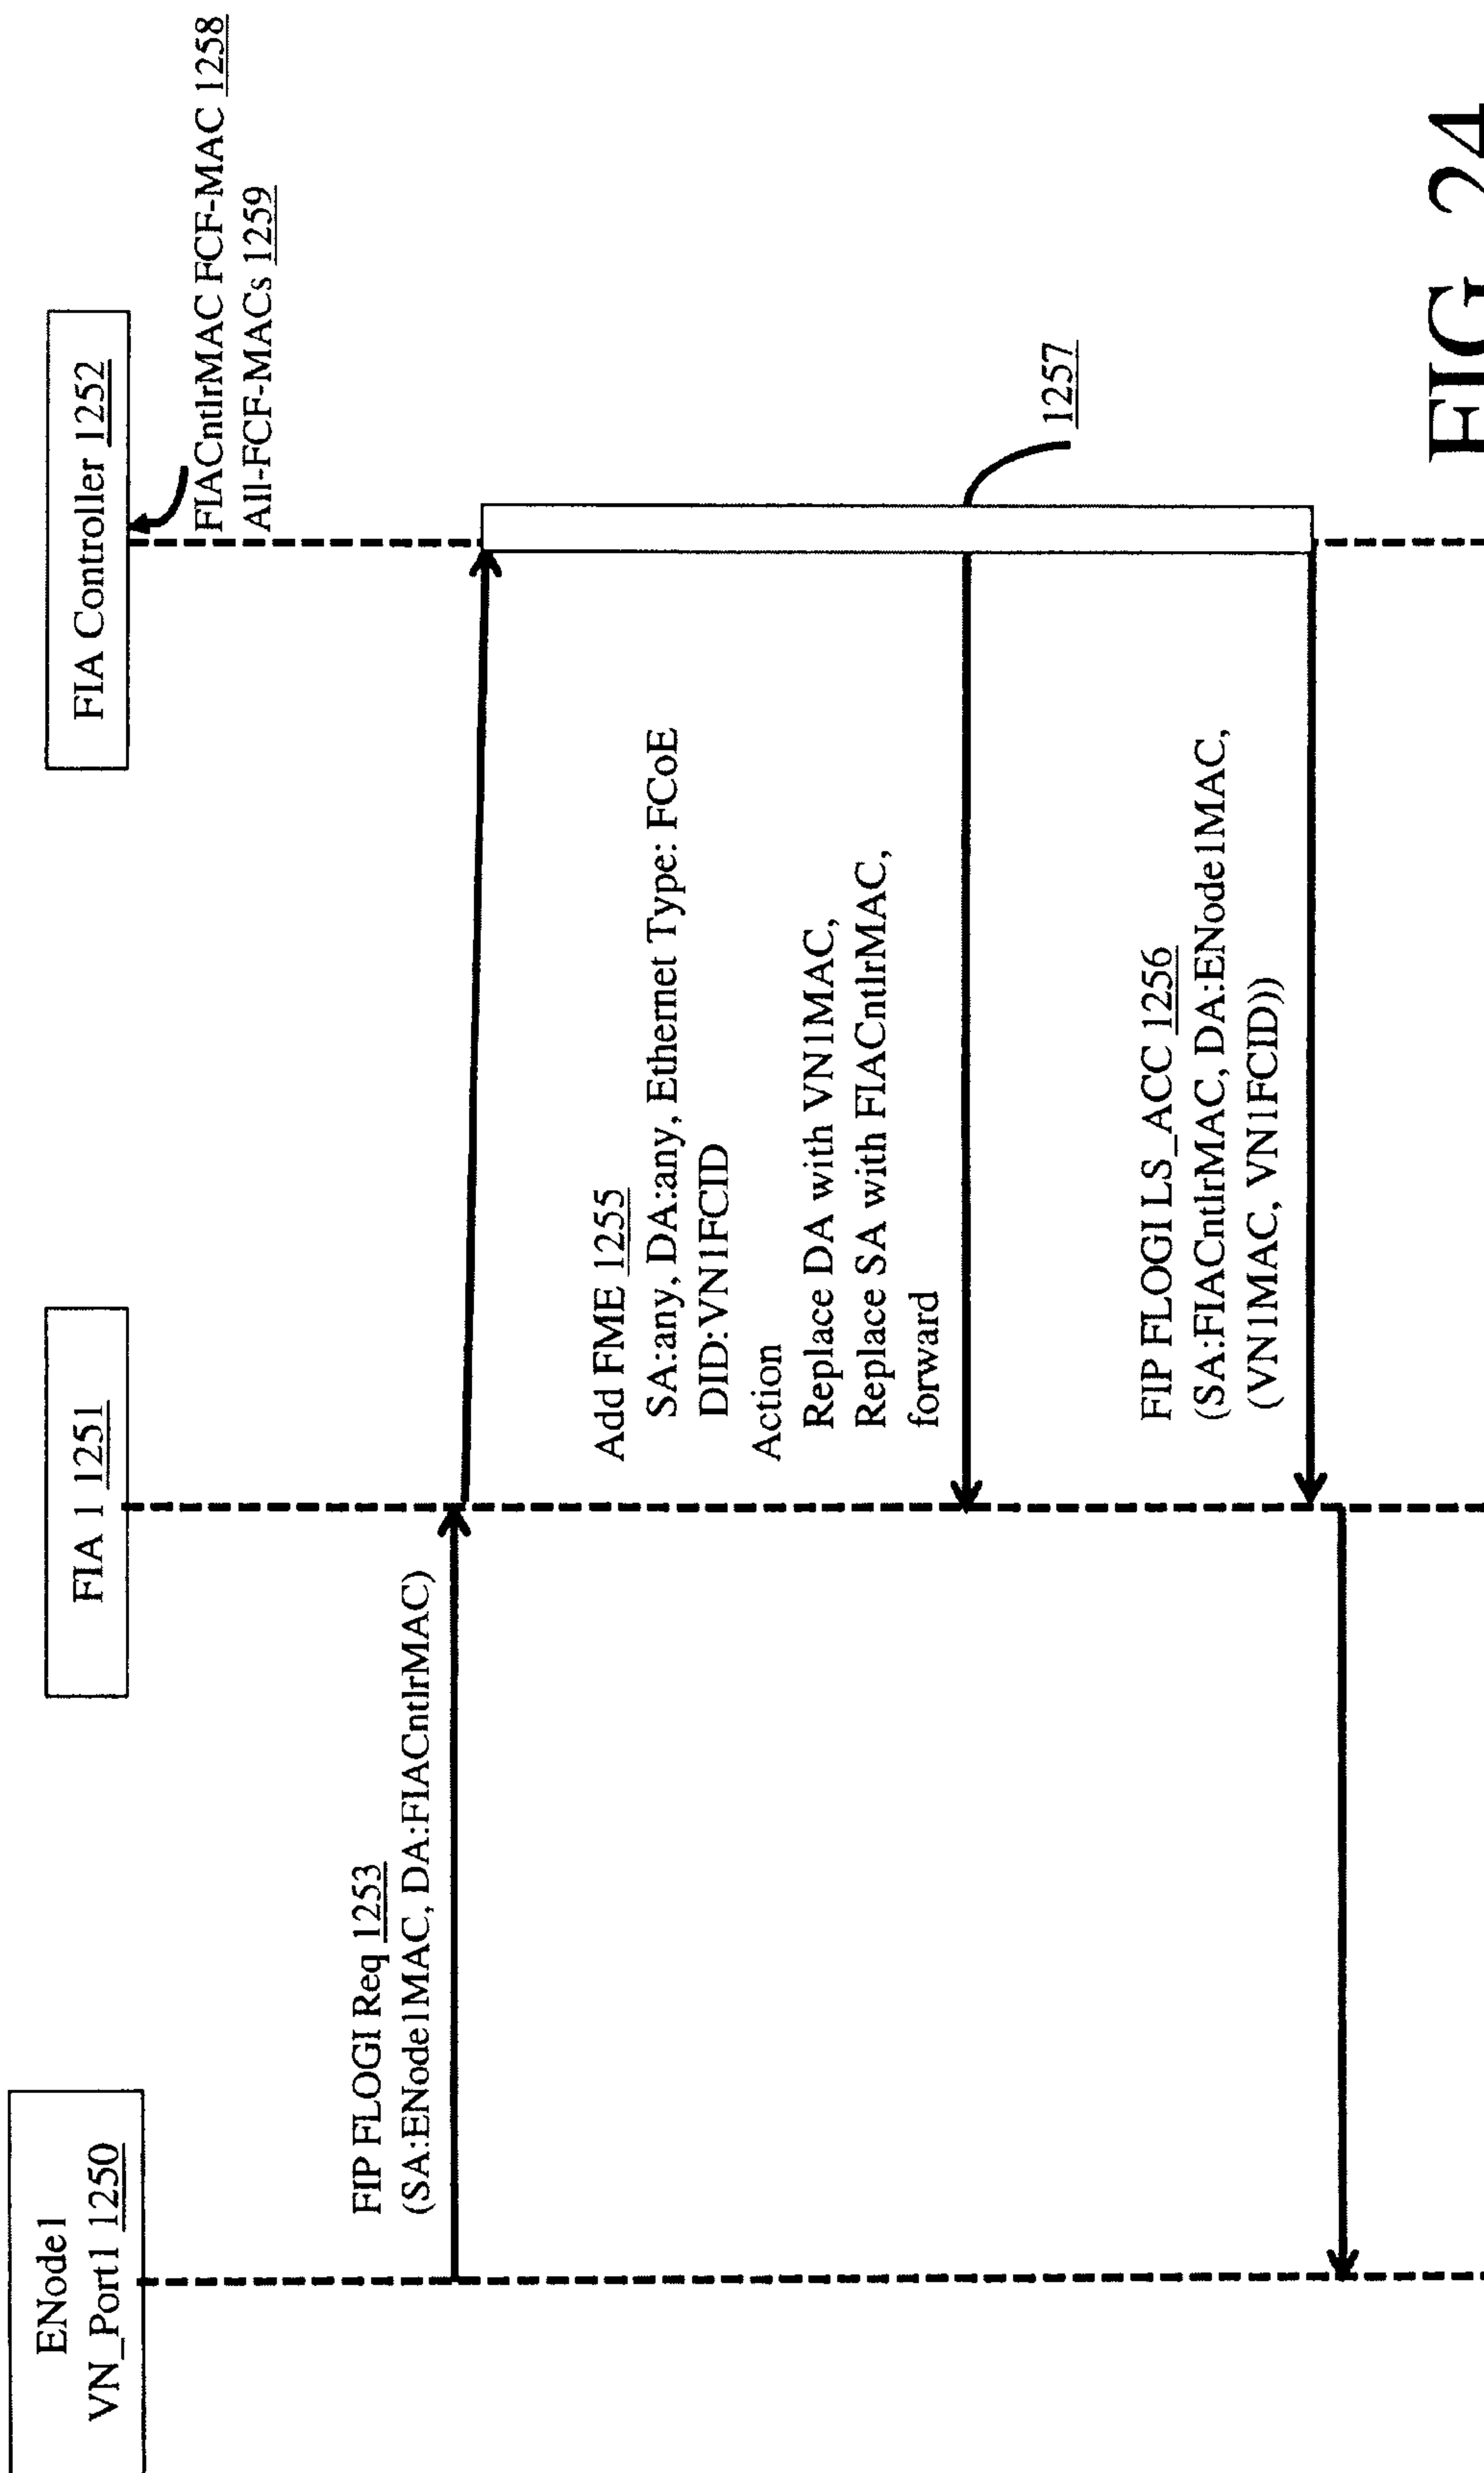 ENode1
VN_Port1 1250
FIA 1 1251
FIA Controller 1252
FIACntlrMAC FCF-MAC 1258
All-FCF-MACs 1259
FIP FLOGI Req 1253
(SA:ENode1MAC, DA:FIACntlrMAC)
Add FME 1255
SA:any, DA:any, Ethernet Type: FCoE
DID:VN1FCID
Action
Replace DA with VN1MAC,
Replace SA with FIACntlrMAC,
forward
1257
FIP FLOGI LS_ACC 1256
(SA:FIACntlrMAC, DA:ENode1MAC,
(VN1MAC, VN1FCID))
FIG. 24